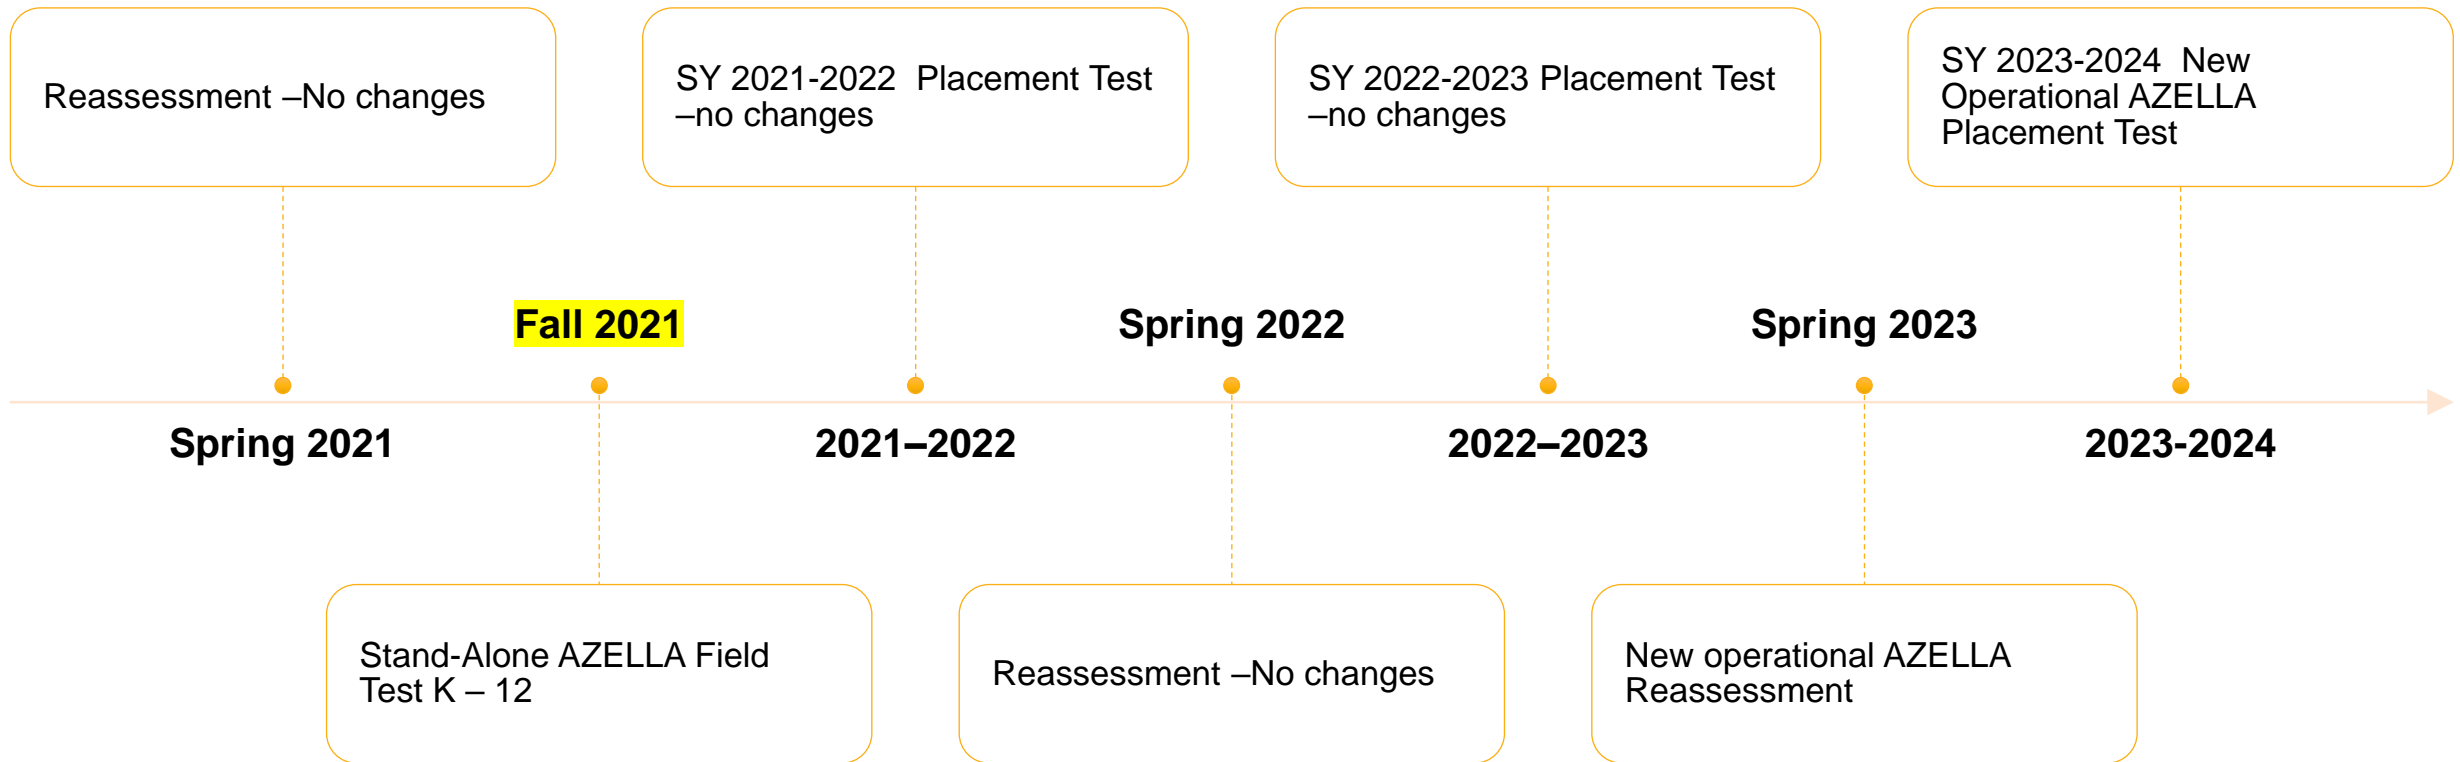 Reassessment –No changes
SY 2021-2022  Placement Test
–no changes
SY 2022-2023 Placement Test
–no changes
SY 2023-2024  New
Operational AZELLA
Placement Test
Fall 2021
Spring 2022
Spring 2023
Spring 2021
2021–2022
2022–2023
2023-2024
Stand-Alone AZELLA Field
Test K – 12
Reassessment –No changes
New operational AZELLA
Reassessment